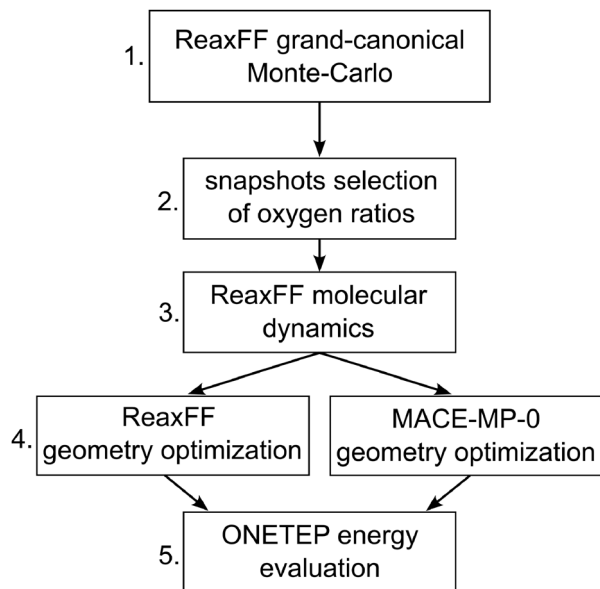 1.
ReaxFF grand-canonical
Monte-Carlo
2.
snapshots selection
of oxygen ratios
3.
ReaxFF molecular
dynamics
4.
ReaxFF
geometry optimization
MACE-MP-0
geometry optimization
5.
ONETEP energy
evaluation